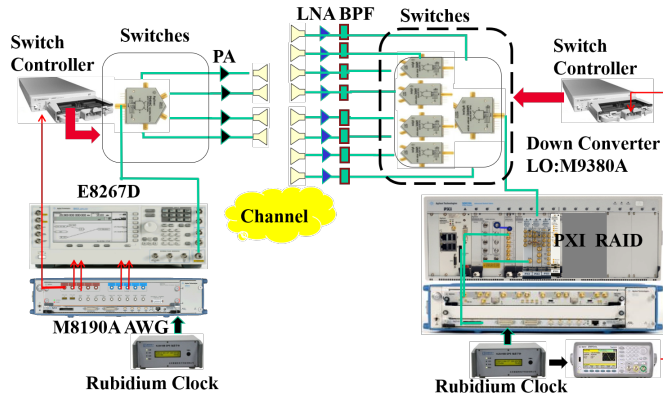 LNA BPF
Switches
Switches
Switch
Controller
PA
Switch
Controller
Down Converter
LO:M9380A
E8267D
Channel
PXI RAID
M8190A AWG
Rubidium Clock
Rubidium Clock